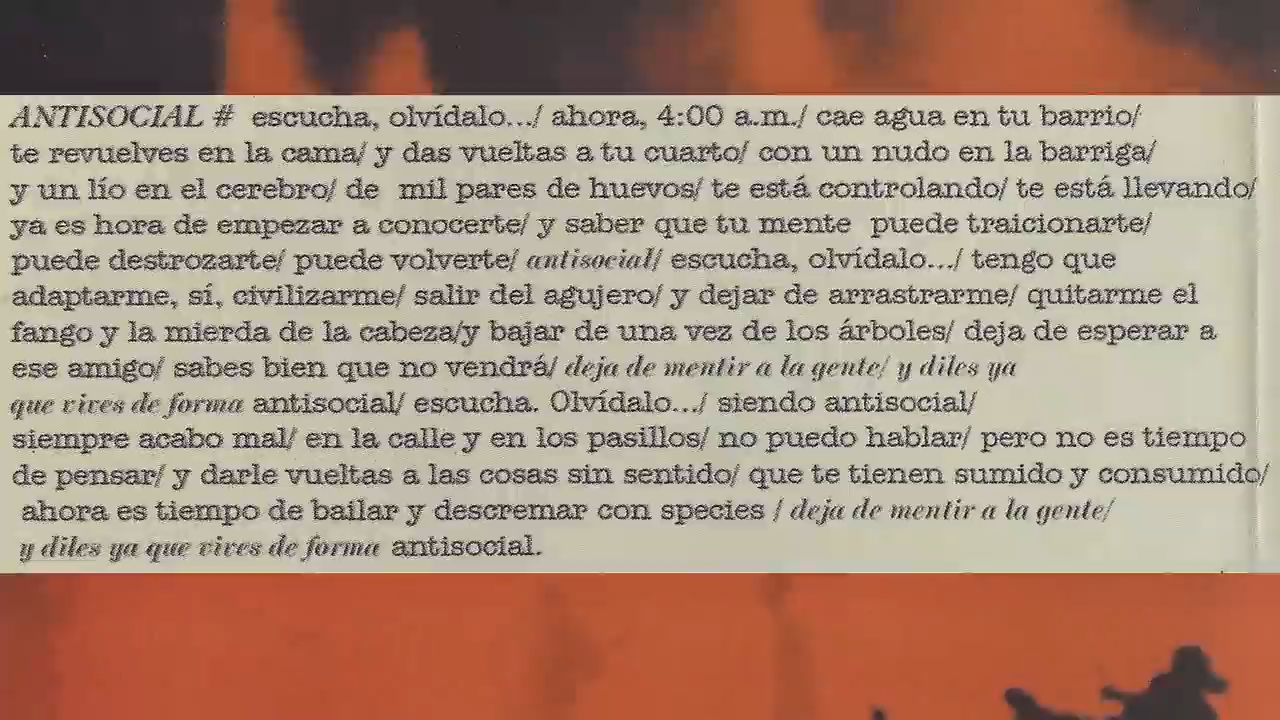 ANTISOCIAL # escucha, olvídalo.../ ahora, 4:00 a.m./ cae agua en tu barrio/
te revuelves en la cama/ y das vueltas a tu cuarto/ con un nudo en la barriga/
y un lío en el cerebro/ de mil pares de huevos/ te está controlando/ te está llevando/
ya es hora de empezar a conocerte/ y saber que tu mente puede traicionarte/
puede destrozarte/ puede volverte/ antisocial/ escucha, olvídalo.../ tengo que
adaptarme, sí, civilizarme/ salir del agujero/ y dejar de arrastrarme/ quitarme el
fango y la mierda de la cabeza/y bajar de una vez de los árboles/ deja de esperar a
ese amigo/ sabes bien que no vendrá/ deja de mentir a la gente/ y diles ya
que vives de forma antisocial/ escucha. Olvídalo.../ siendo antisocial/
siempre acabo mal/ en la calle y en los pasillos/ no puedo hablar/ pero no es tiempo
de pensar/ y darle vueltas a las cosas sin sentido/ que te tienen sumido y consumido/
ahora es tiempo de bailar y descremar con species / deja de mentir a la gente/
y diles ya que vives de forma antisocial.